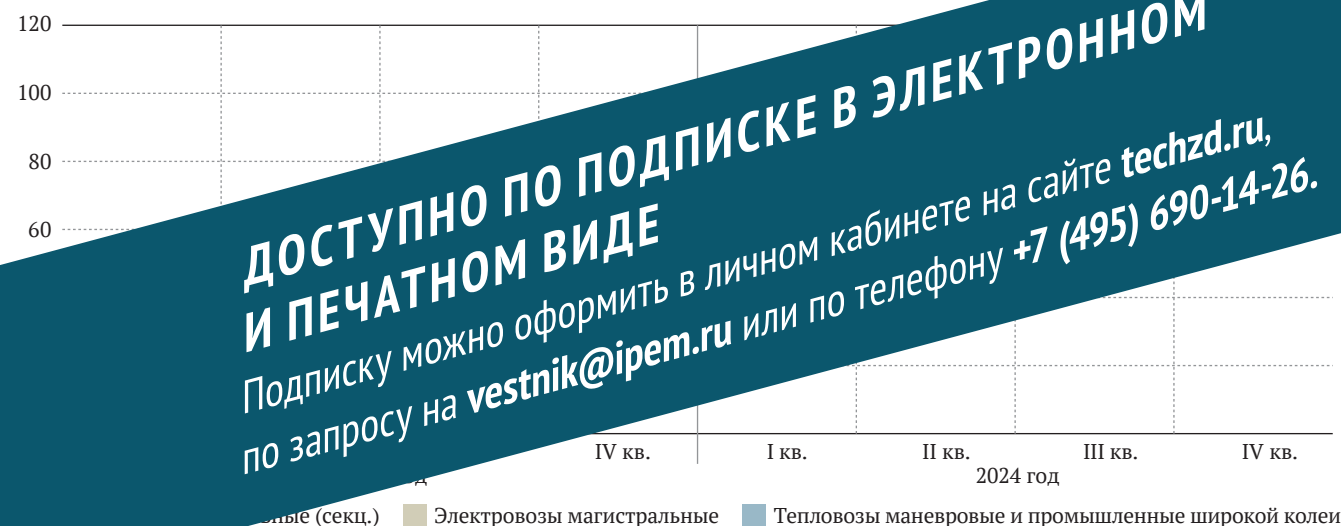 120
100
80
60
ДОСТУПНО ПО ПОДПИСКЕ В ЭЛЕКТРОННОМ
И ПЕЧАТНОМ ВИДЕ
Подписку можно оформить в личном кабинете на сайте techzd.ru,
по запросу на vestnik@ipem.ru или по телефону +7 (495) 690-14-26.
IV кв. I кв. II кв. III кв. IV кв.
2024 год
(секц.) Электровозы магистральные Тепловозы маневровые и промышленные широкой